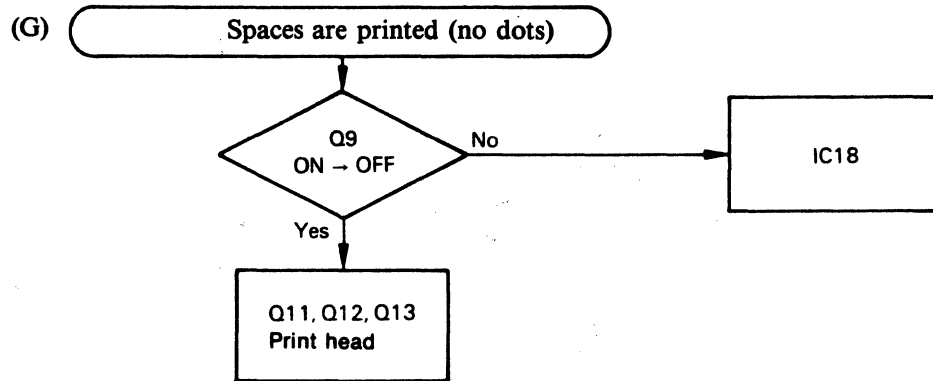 (G) Spaces are printed (no dots)
Q9
ON → OFF
No
IC18
Yes
Q11, Q12, Q13
Print head